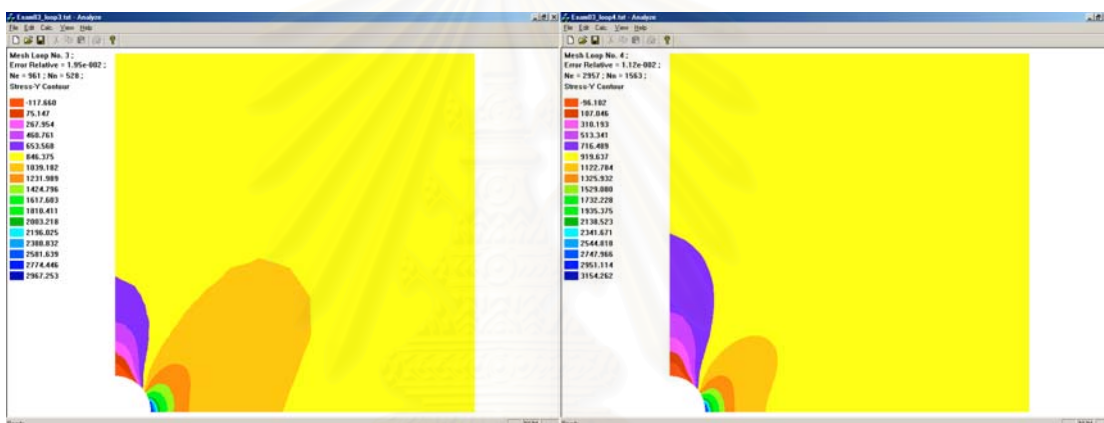 Exam03_loop3.txt - Analyze
File Edit Calc View Help
Mesh Loop No. 3 ;
Error Relative = 1.95e-002 ;
Ne = 961 ; Nn = 528 ;
Stress-Y Contour
-117.660
75.147
267.954
460.761
653.568
846.375
1039.182
1231.989
1424.796
1617.603
1810.411
2003.218
2196.025
2388.832
2581.639
2774.446
2967.253
Exam03_loop4.txt - Analyze
File Edit Calc View Help
Mesh Loop No. 4 ;
Error Relative = 1.12e-002 ;
Ne = 2957 ; Nn = 1563 ;
Stress-Y Contour
-96.102
107.046
310.193
513.341
716.489
919.637
1122.784
1325.932
1529.080
1732.228
1935.375
2138.523
2341.671
2544.818
2747.966
2951.114
3154.262